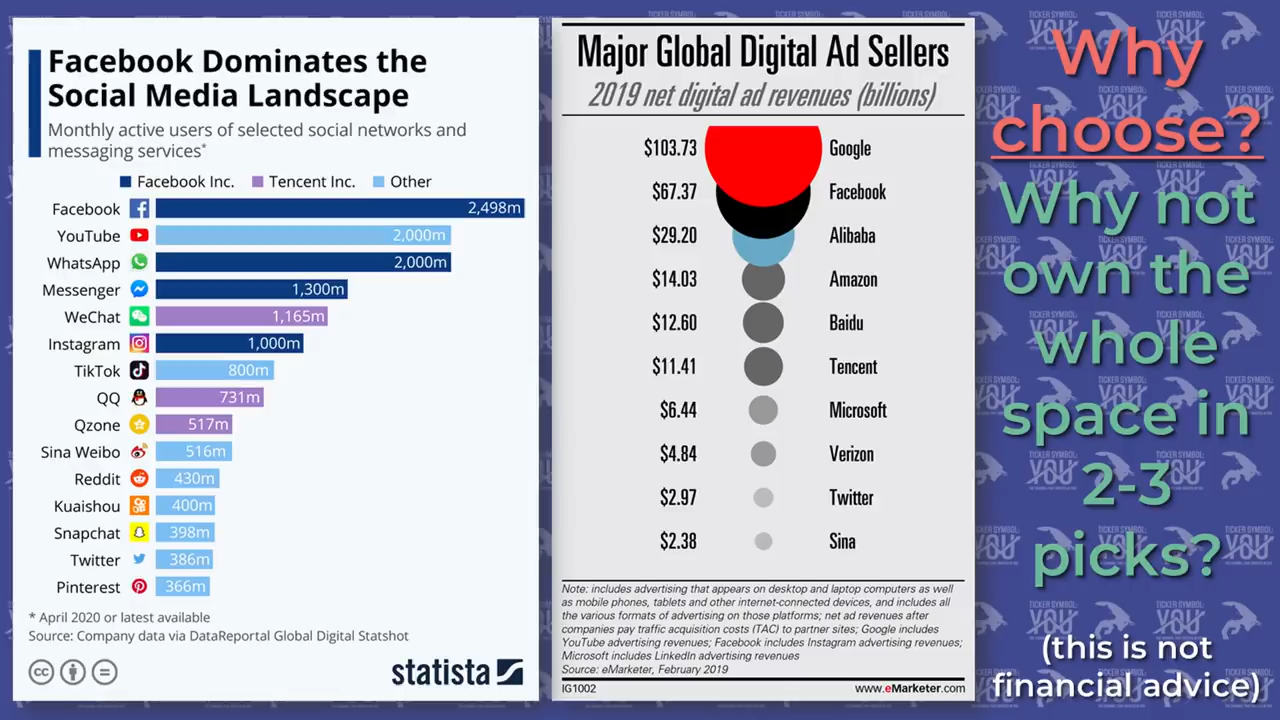 Facebook Dominates the
Social Media Landscape
Monthly active users of selected social networks and
messaging services*
Facebook Inc. Tencent Inc. Other
Facebook 2,498m
YouTube 2,000m
WhatsApp 2,000m
Messenger 1,300m
WeChat 1,165m
Instagram 1,000m
TikTok 800m
QQ 731m
Qzone 517m
Sina Weibo 516m
Reddit 430m
Kuaishou 400m
Snapchat 398m
Twitter 386m
Pinterest 366m
* April 2020 or latest available
Source: Company data via DataReportal Global Digital Statshot
cc
statista
Major Global Digital Ad Sellers
2019 net digital ad revenues (billions)
$103.73 Google
$67.37 Facebook
$29.20 Alibaba
$14.03 Amazon
$12.60 Baidu
$11.41 Tencent
$6.44 Microsoft
$4.84 Verizon
$2.97 Twitter
$2.38 Sina
Note: includes advertising that appears on desktop and laptop computers as well
as mobile phones, tablets and other internet-connected devices, and includes all
the various formats of advertising on those platforms; net ad revenues after
companies pay traffic acquisition costs (TAC) to partner sites; Google includes
YouTube advertising revenues; Facebook includes Instagram advertising revenues;
Microsoft includes LinkedIn advertising revenues
Source: eMarketer, February 2019
IG1002 www.eMarketer.com
Why
choose?
Why not
own the
whole
space in
2-3
picks?
(this is not
financial advice)
TICKER SYMBOL:
YOU